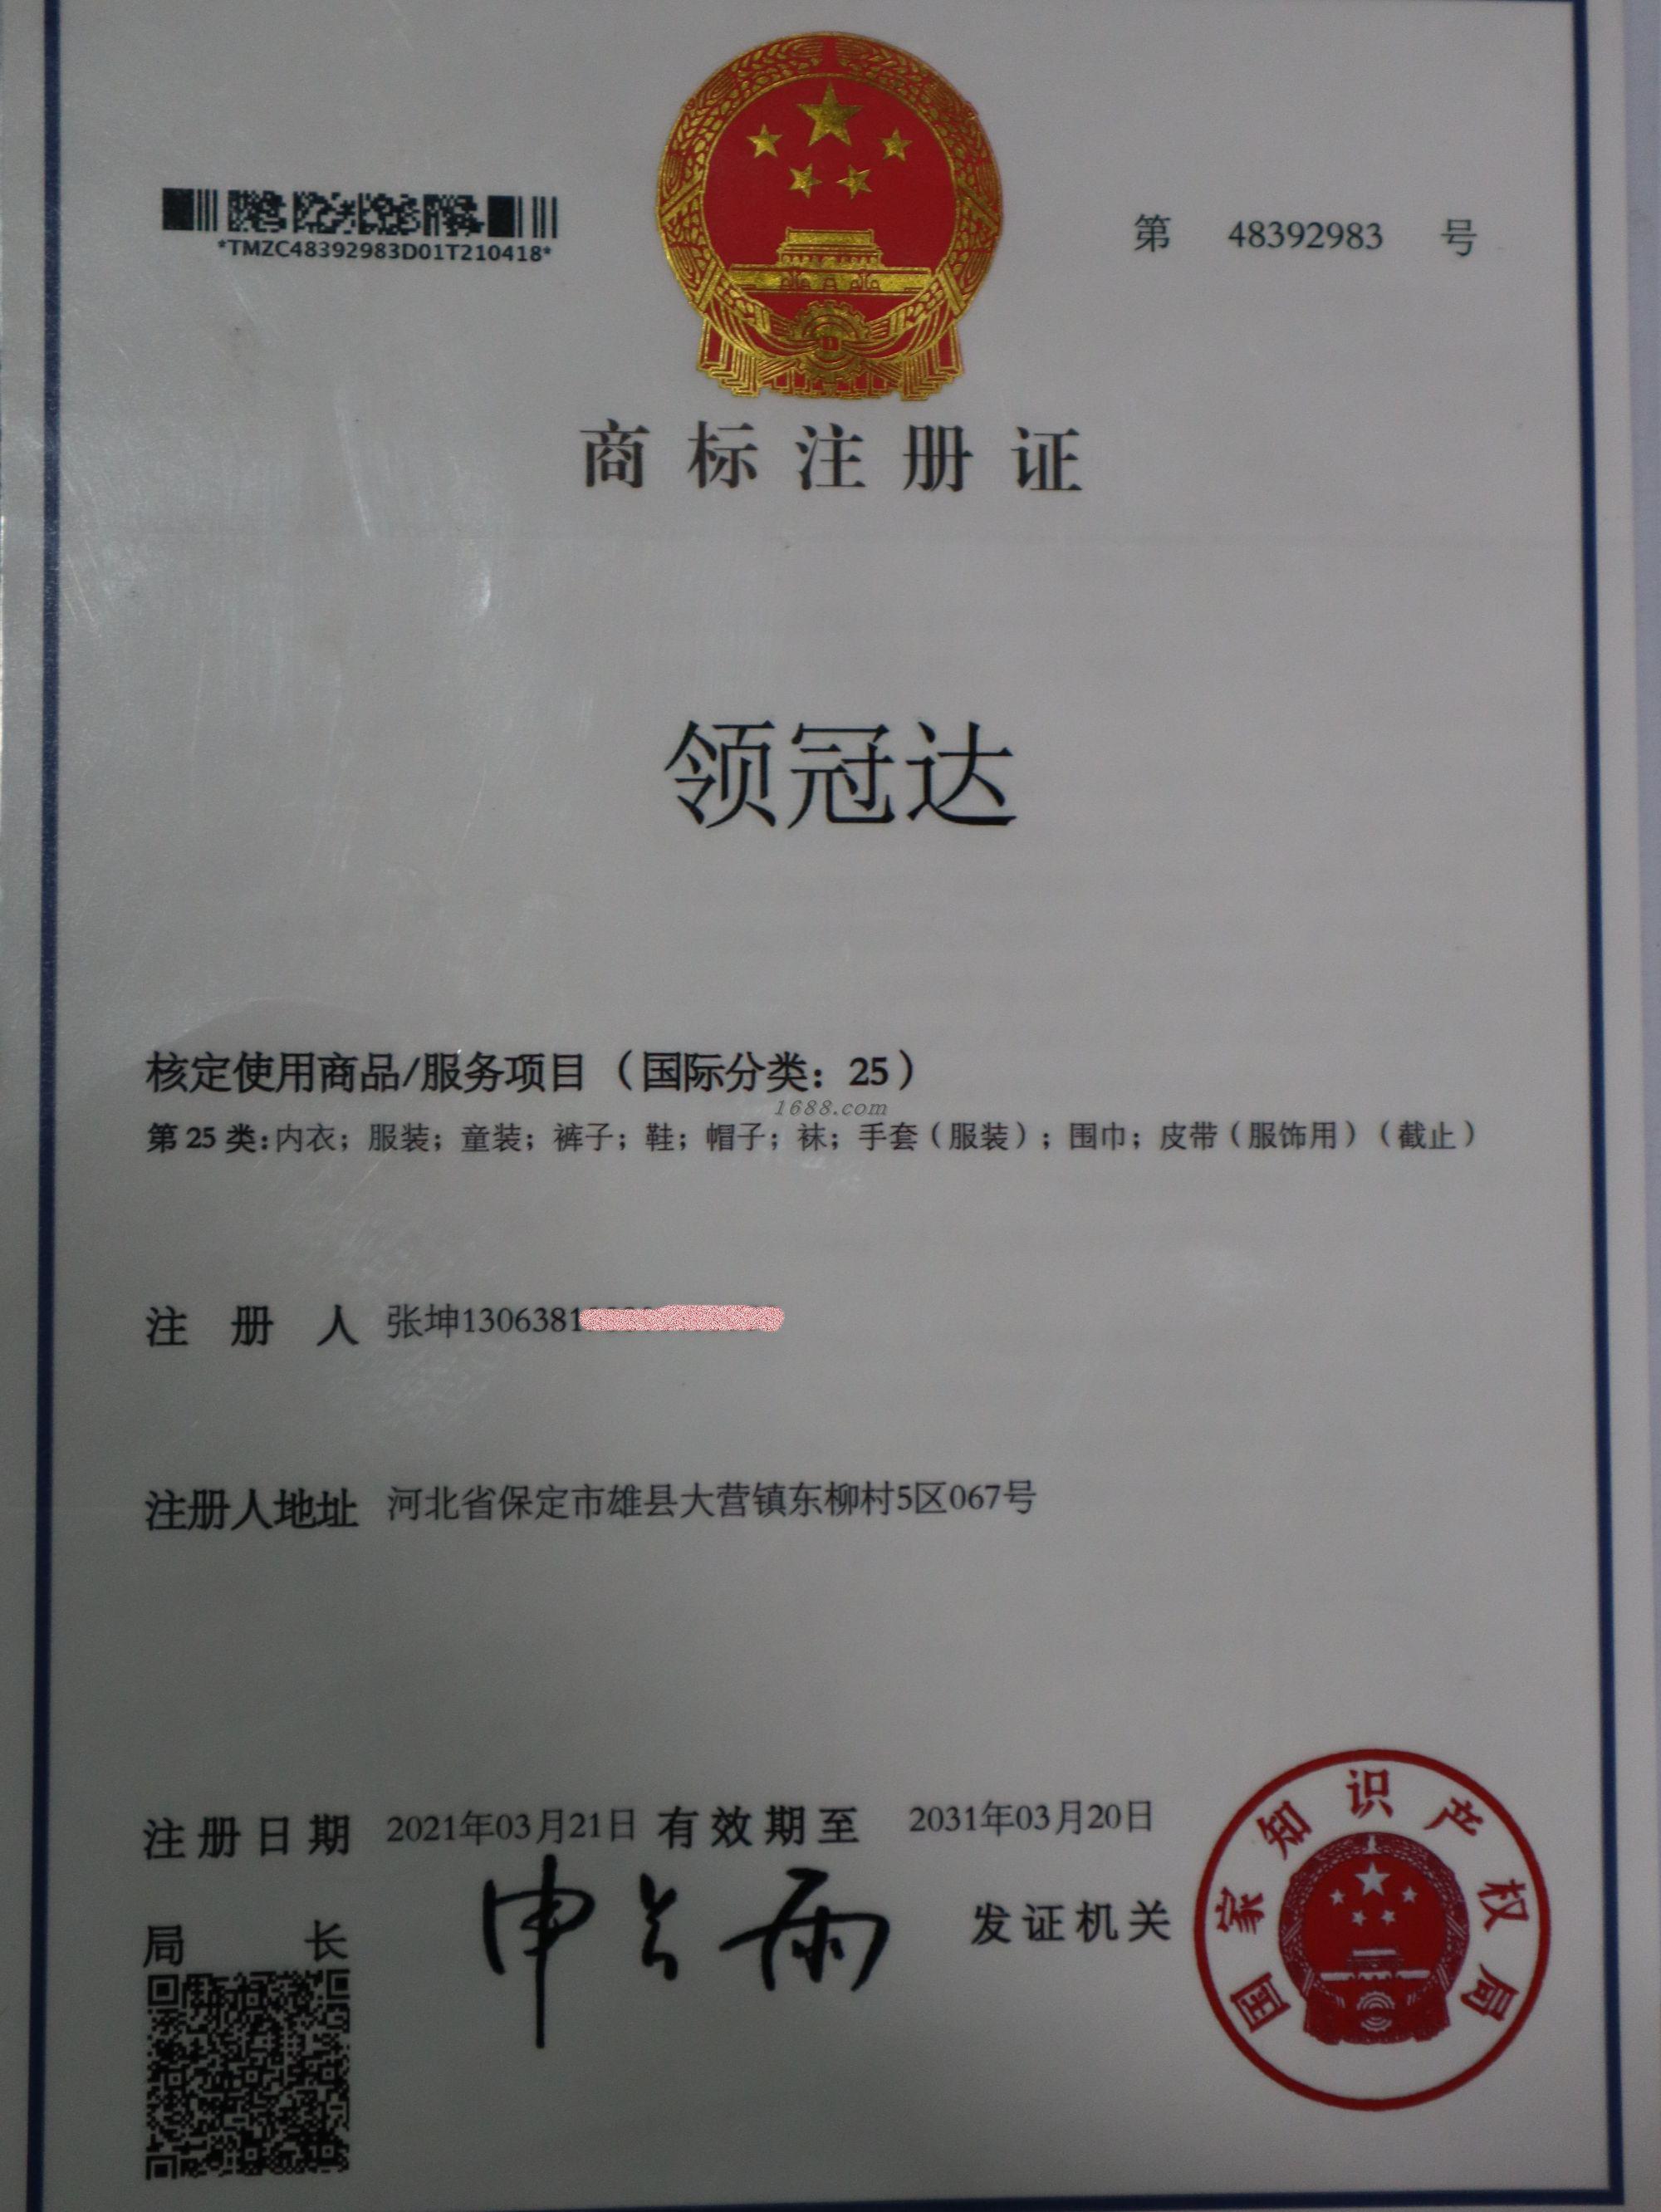 *TMZC48392983D01T210418*
第 48392983 号
商标注册证
领冠达
核定使用商品/服务项目（国际分类：25）
1688.com
第25类：内衣；服装；童装；裤子；鞋；帽子；袜；手套（服装）；围巾；皮带（服饰用）（截止）
注册人 张坤1306381
注册人地址 河北省保定市雄县大营镇东柳村5区067号
注册日期 2021年03月21日 有效期至 2031年03月20日
局长 申长雨 发证机关
国家知识产权局